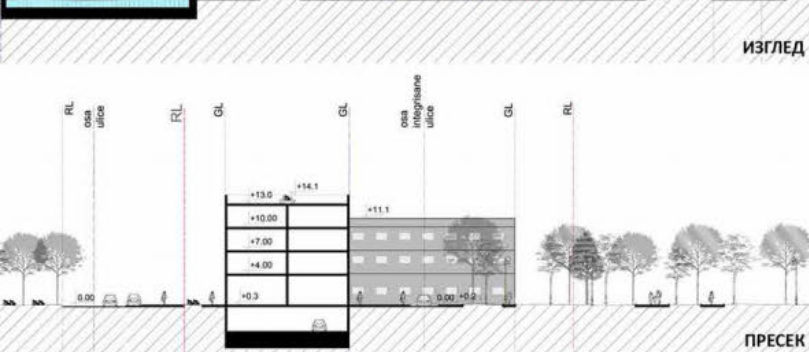 ИЗГЛЕД
RL
osa
ulice
RL
GL
GL
osa
integrisane
ulice
GL
RL
+14.1
+13.0
+11.1
+10.00
+7.00
+4.00
+0.3
0.00
0.00
+0.2
ПРЕСЕК